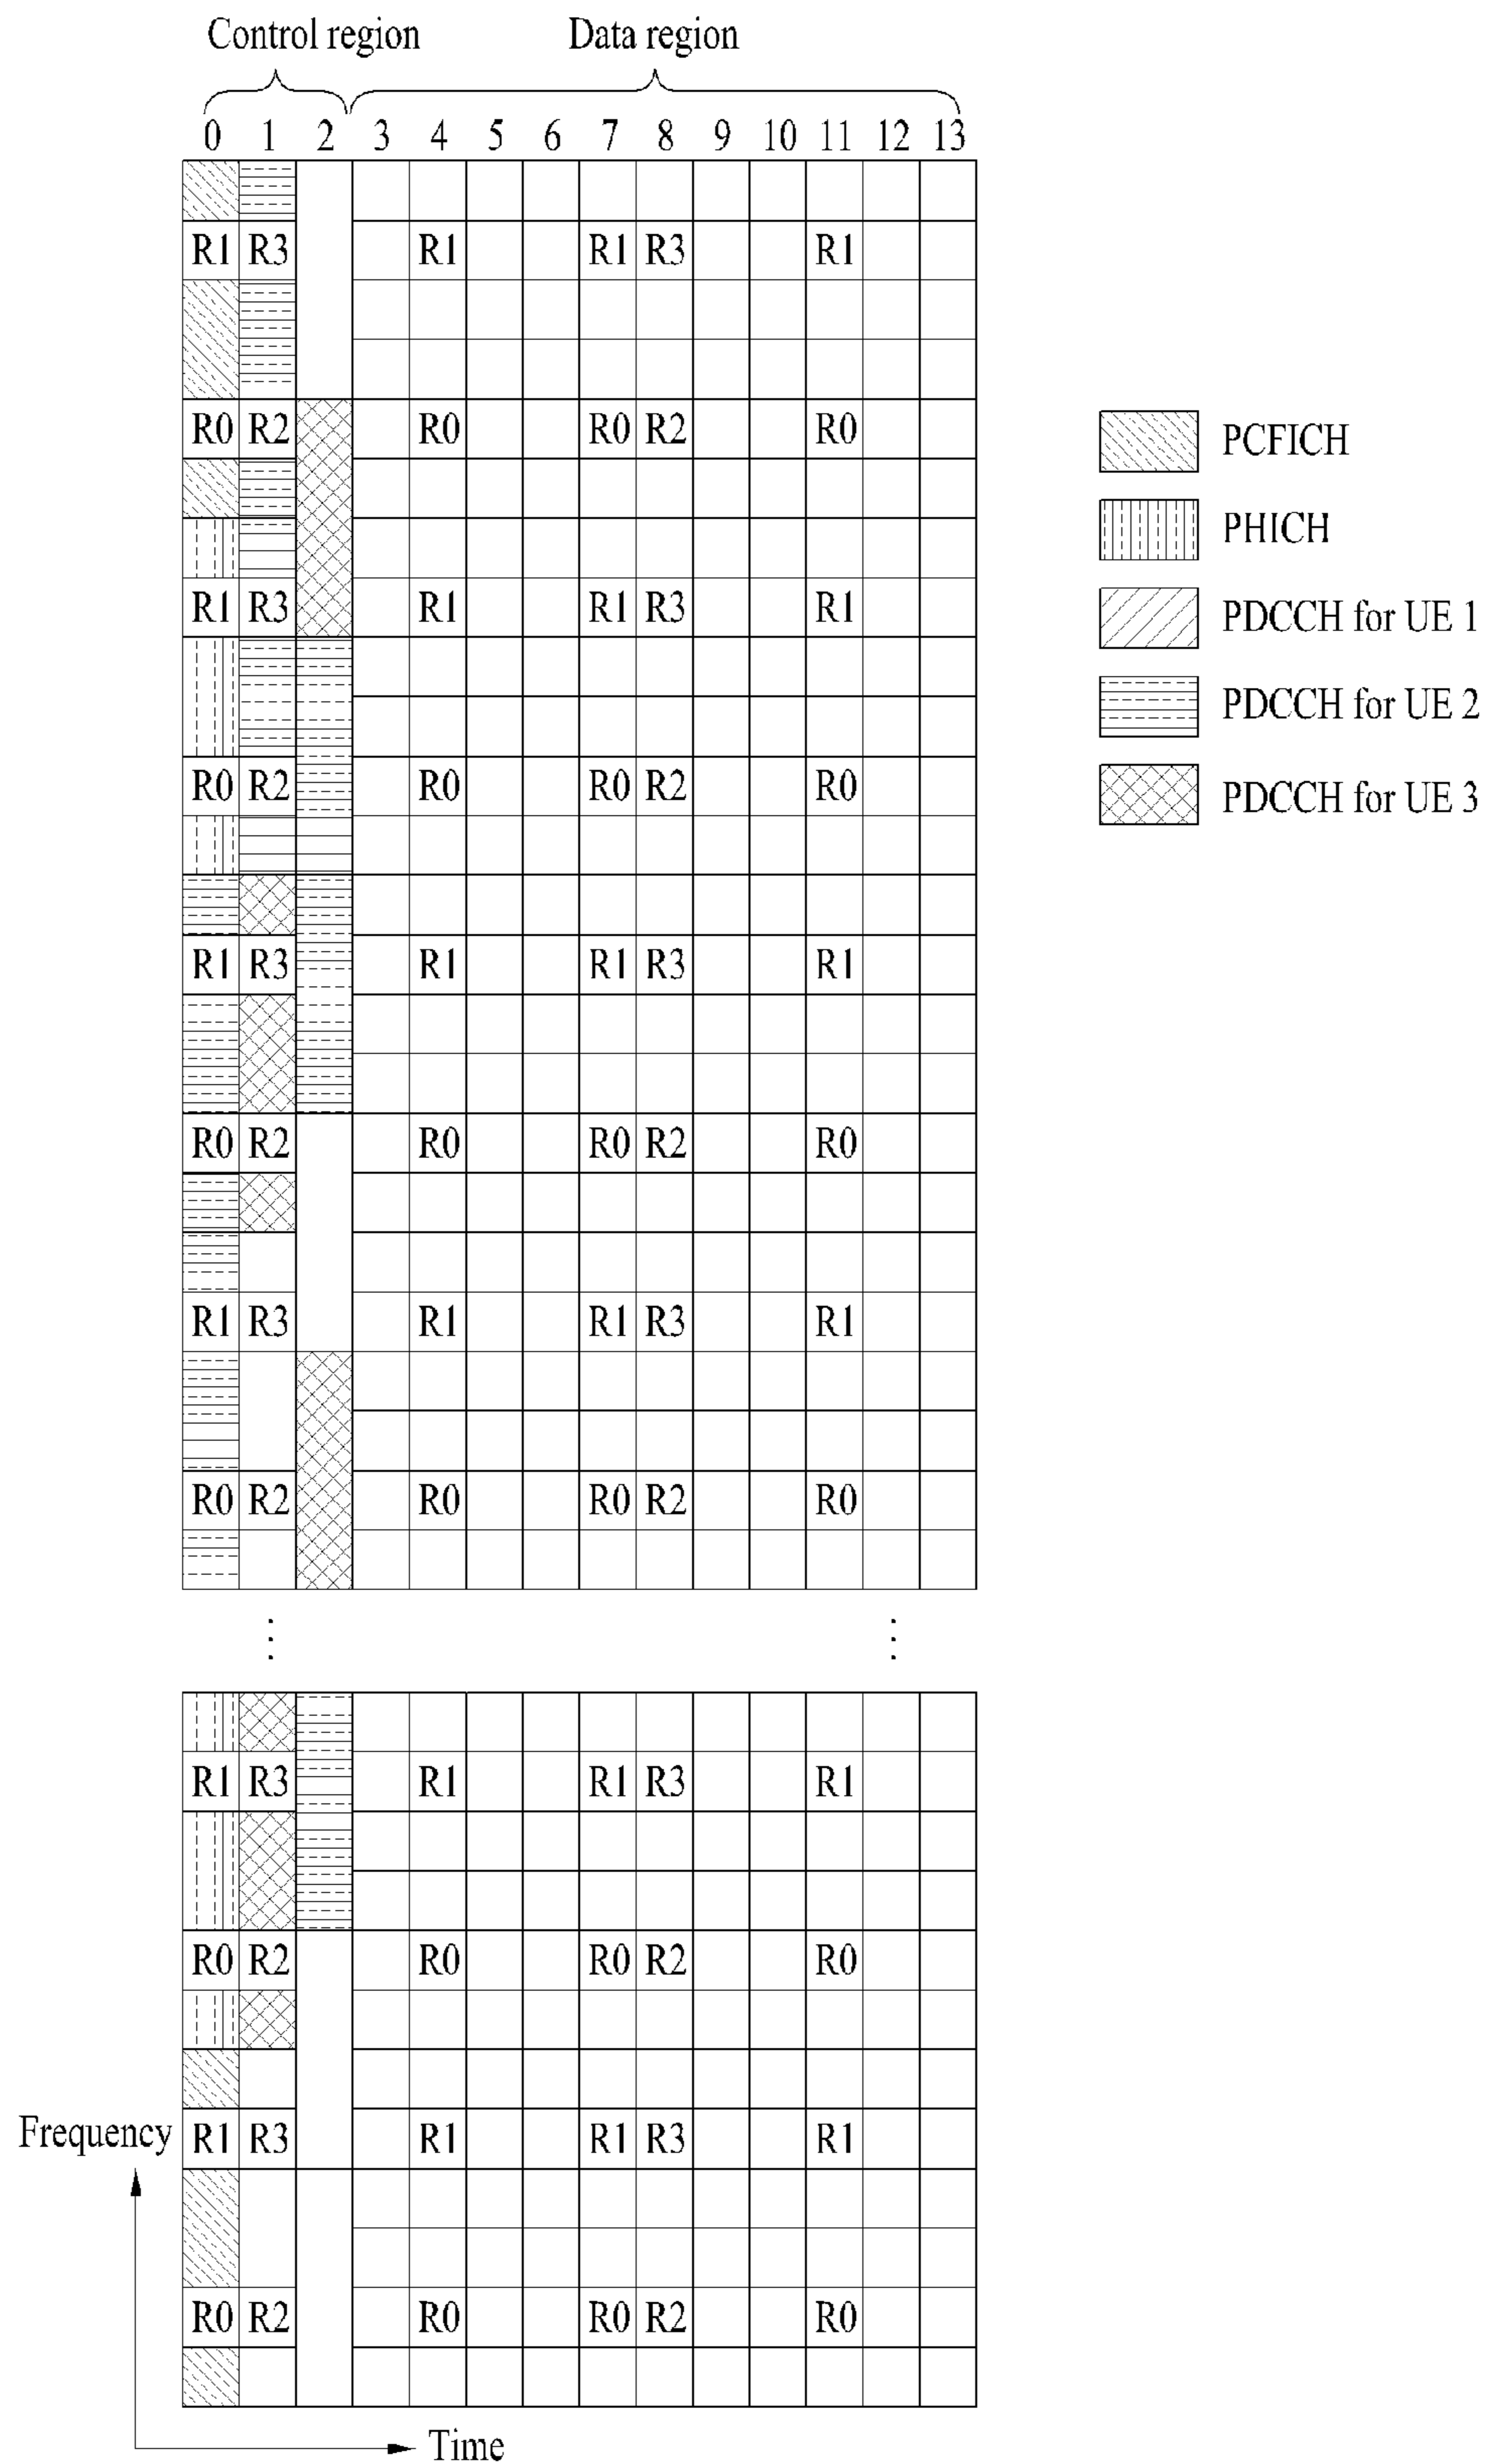 Control region Data region
0 1 2 3 4 5 6 7 8 9 10 11 12 13
R1 R3 R1 R1 R3 R1
R0 R2 R0 R0 R2 R0
PCFICH
PHICH
R1 R3 R1 R1 R3 R1
PDCCH for UE 1
PDCCH for UE 2
R0 R2 R0 R0 R2 R0
PDCCH for UE 3
R1 R3 R1 R1 R3 R1
R0 R2 R0 R0 R2 R0
R1 R3 R1 R1 R3 R1
R0 R2 R0 R0 R2 R0
R1 R3 R1 R1 R3 R1
R0 R2 R0 R0 R2 R0
Frequency R1 R3 R1 R1 R3 R1
R0 R2 R0 R0 R2 R0
Time